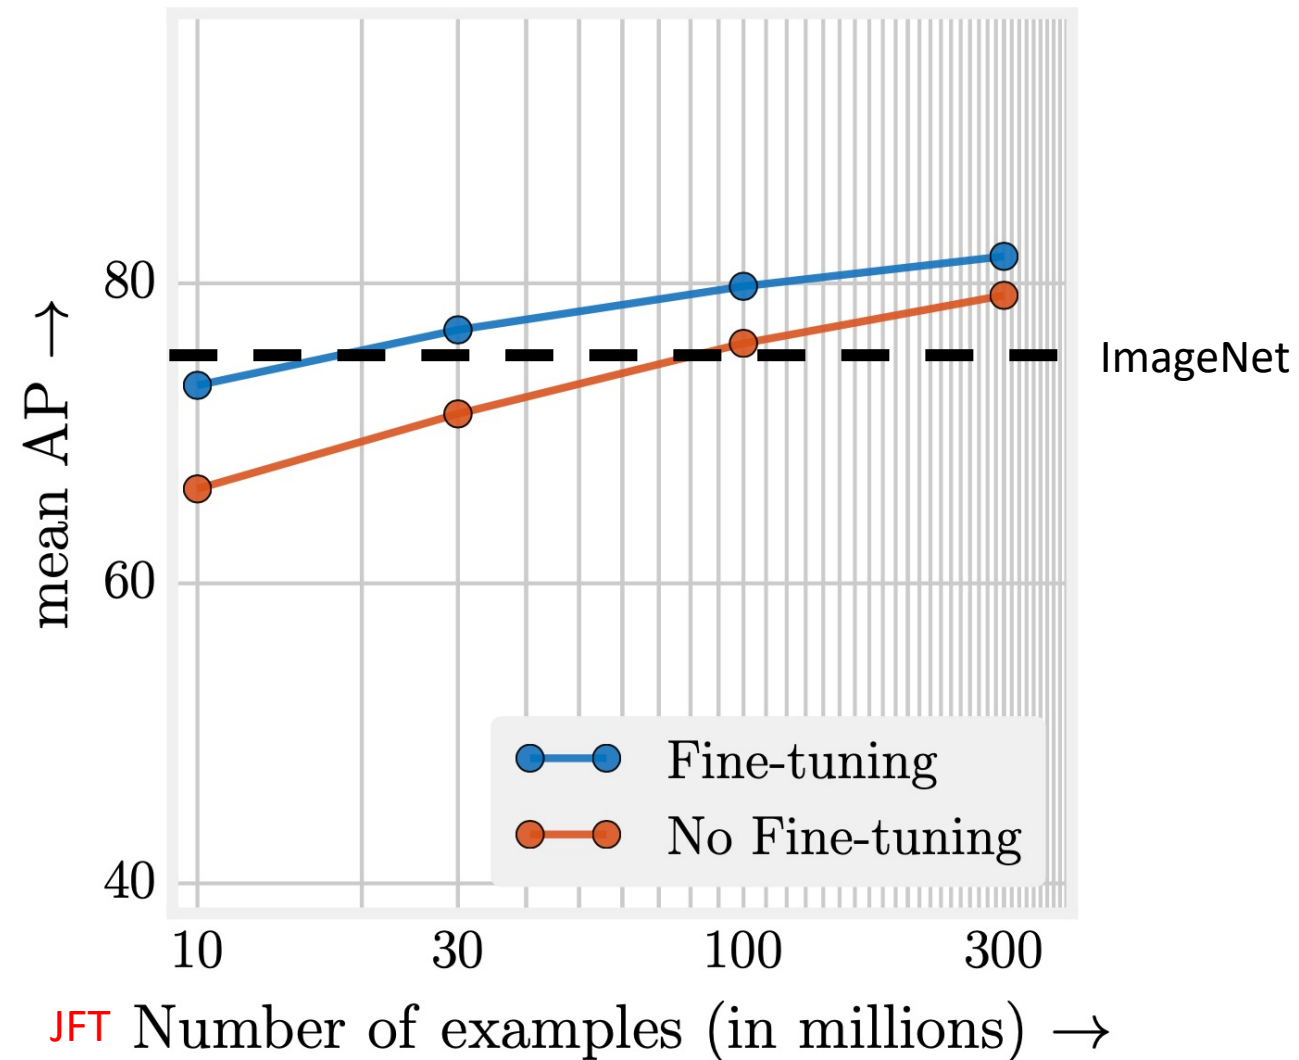 mean AP →
80
60
40
ImageNet
Fine-tuning
No Fine-tuning
10 30 100 300
JFT Number of examples (in millions) →